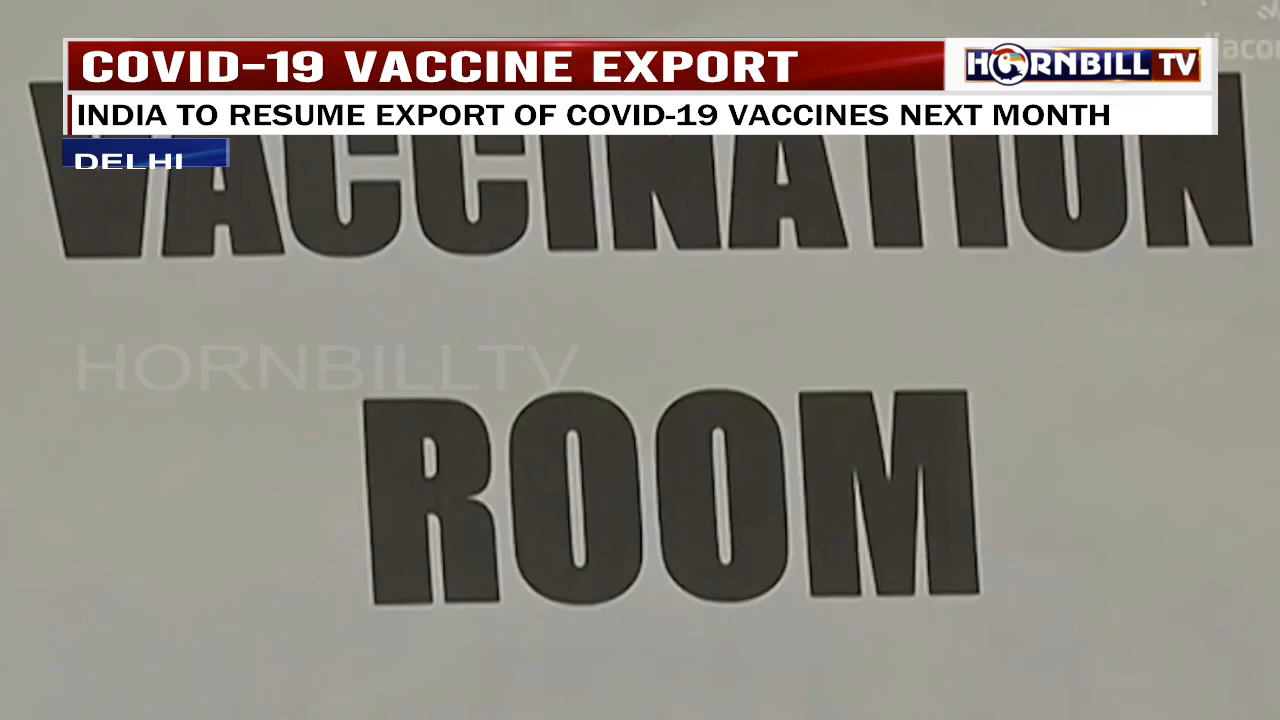 COVID-19 VACCINE EXPORT
HORNBILL TV
INDIA TO RESUME EXPORT OF COVID-19 VACCINES NEXT MONTH
DELHI
VACCINATION
HORNBILLTV
ROOM